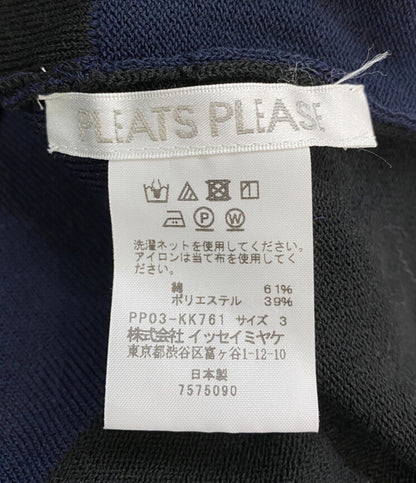 PLEATS PLEASE
P W
洗濯ネットを使用してください。
アイロンは当て布を使用してく
ださい。
綿 61%
ポリエステル 39%
PP03-KK761 サイズ 3
株式会社 イッセイミヤケ
東京都渋谷区富ヶ谷1-12-10
日本製
7575090